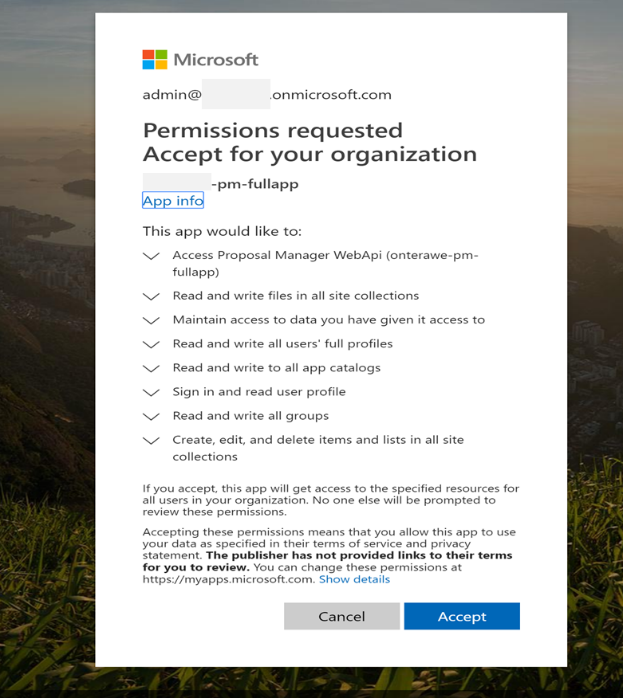 Microsoft
admin@ .onmicrosoft.com
Permissions requested
Accept for your organization
-pm-fullapp
App info
This app would like to:
Access Proposal Manager WebApi (onterawe-pm-
fullapp)
Read and write files in all site collections
Maintain access to data you have given it access to
Read and write all users' full profiles
Read and write to all app catalogs
Sign in and read user profile
Read and write all groups
Create, edit, and delete items and lists in all site
collections
If you accept, this app will get access to the specified resources for
all users in your organization. No one else will be prompted to
review these permissions.
Accepting these permissions means that you allow this app to use
your data as specified in their terms of service and privacy
statement. The publisher has not provided links to their terms
for you to review. You can change these permissions at
https://myapps.microsoft.com. Show details
Cancel
Accept